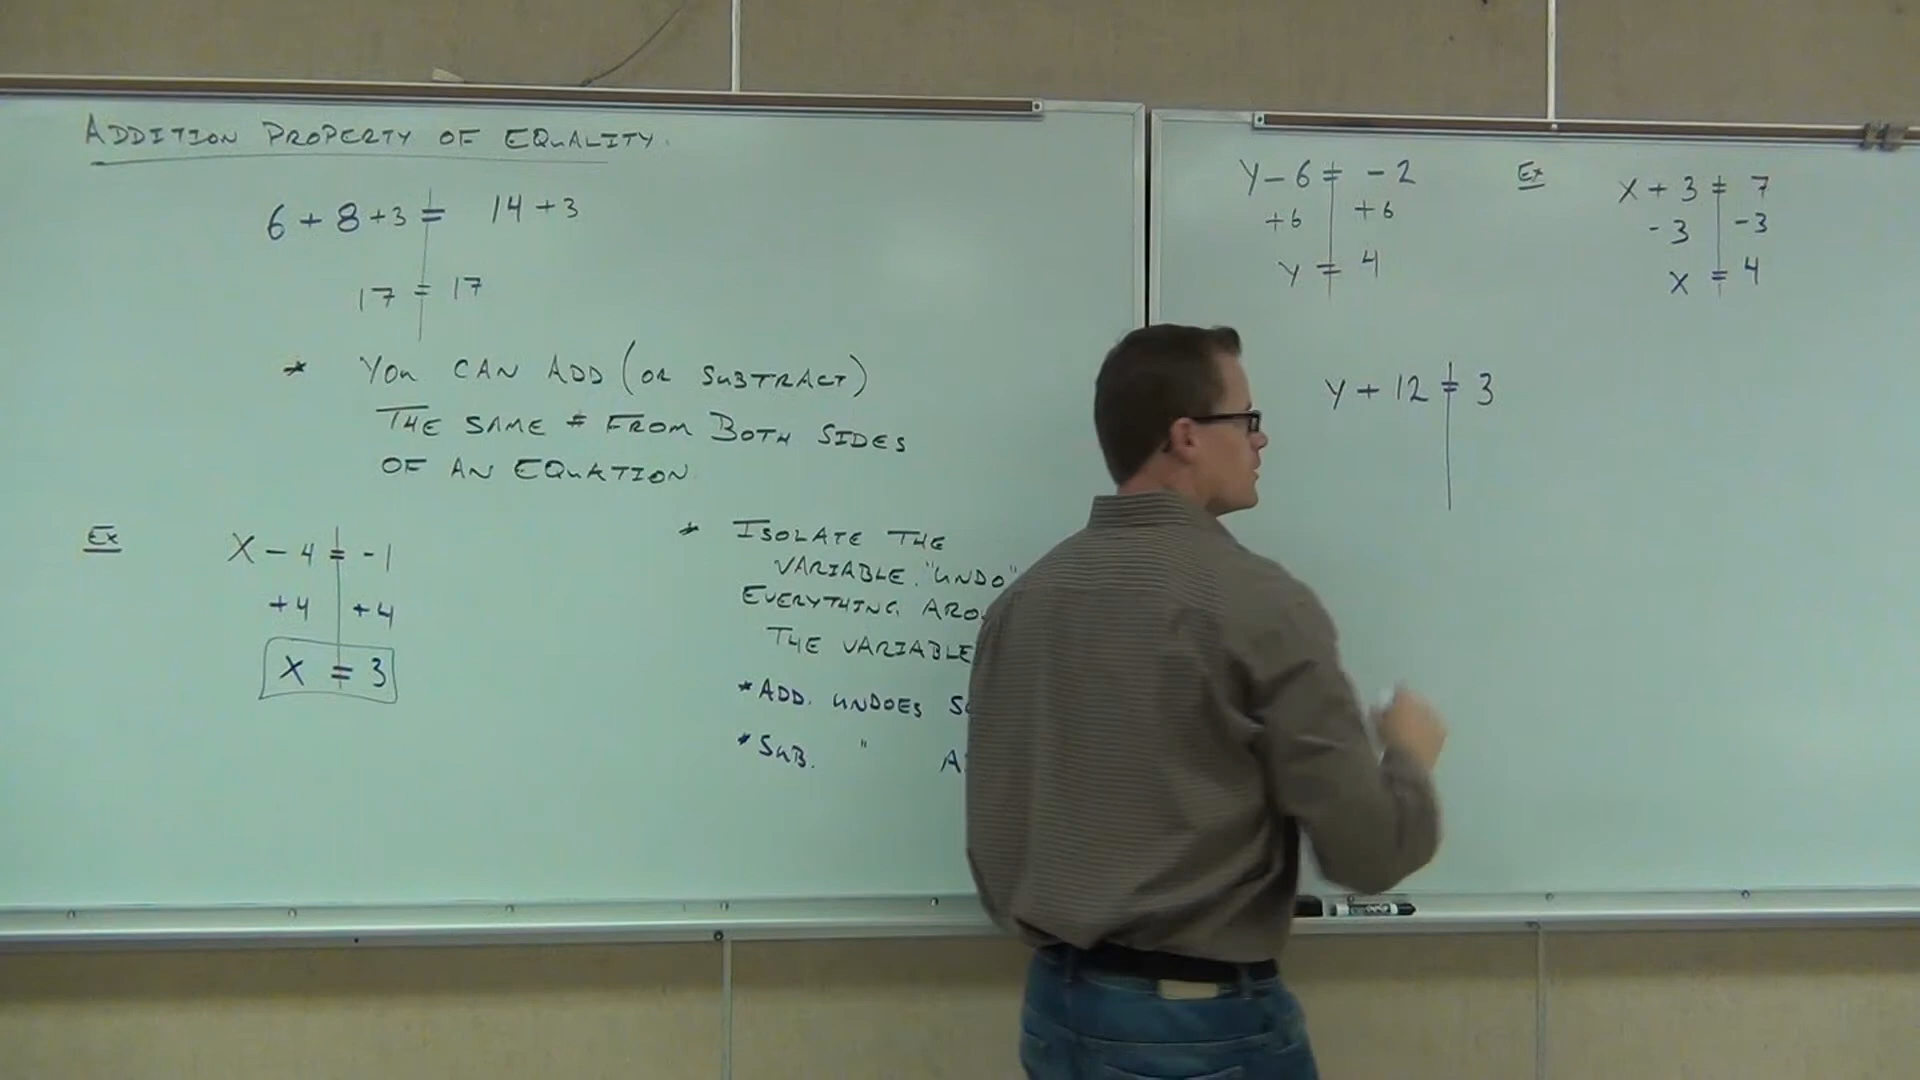 ADDITION PROPERTY OF EQUALITY.
6 + 8 + 3 = 14 + 3
17 = 17
* YOU CAN ADD (OR SUBTRACT)
THE SAME # FROM BOTH SIDES
OF AN EQUATION.
Ex
X - 4 = -1
+4 +4
X = 3
* ISOLATE THE
VARIABLE. "UNDO"
EVERYTHING
THE VARIABLE
* ADD. UNDOES
* SUB. "
Y - 6 = -2
+6 +6
Y = 4
Ex
X + 3 = 7
-3 -3
X = 4
Y + 12 = 3